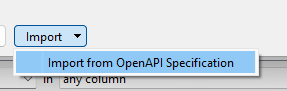 Import
Import from OpenAPI Specification
in any column